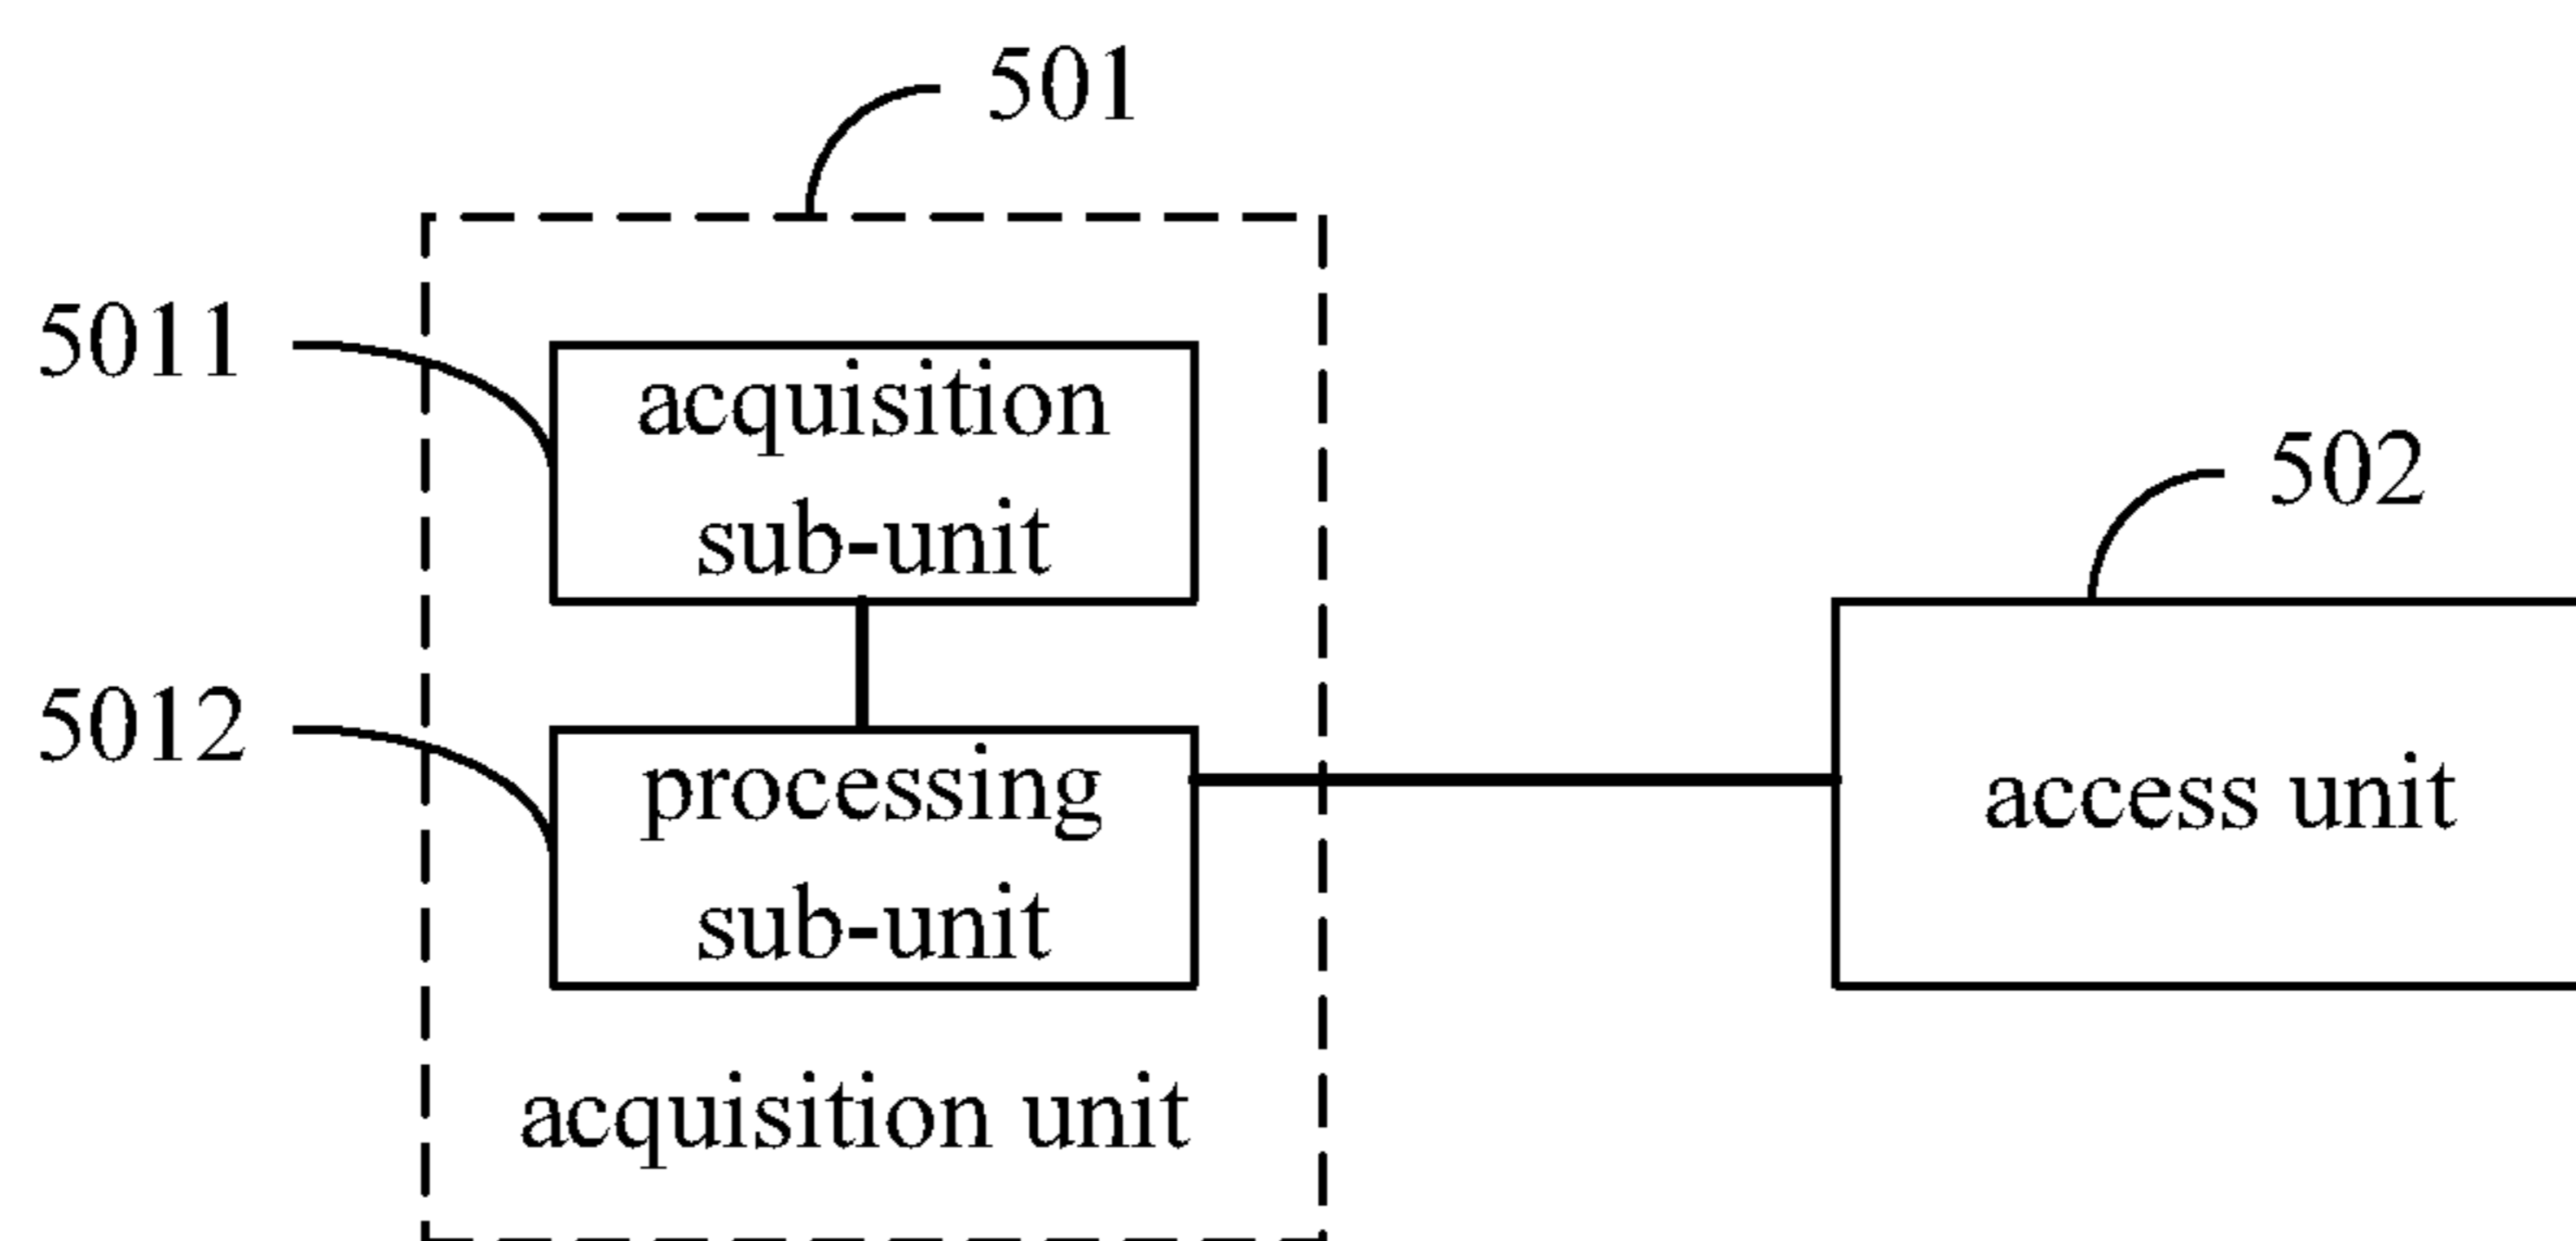 501
5011
acquisition
sub-unit
502
5012
processing
sub-unit
access unit
acquisition unit